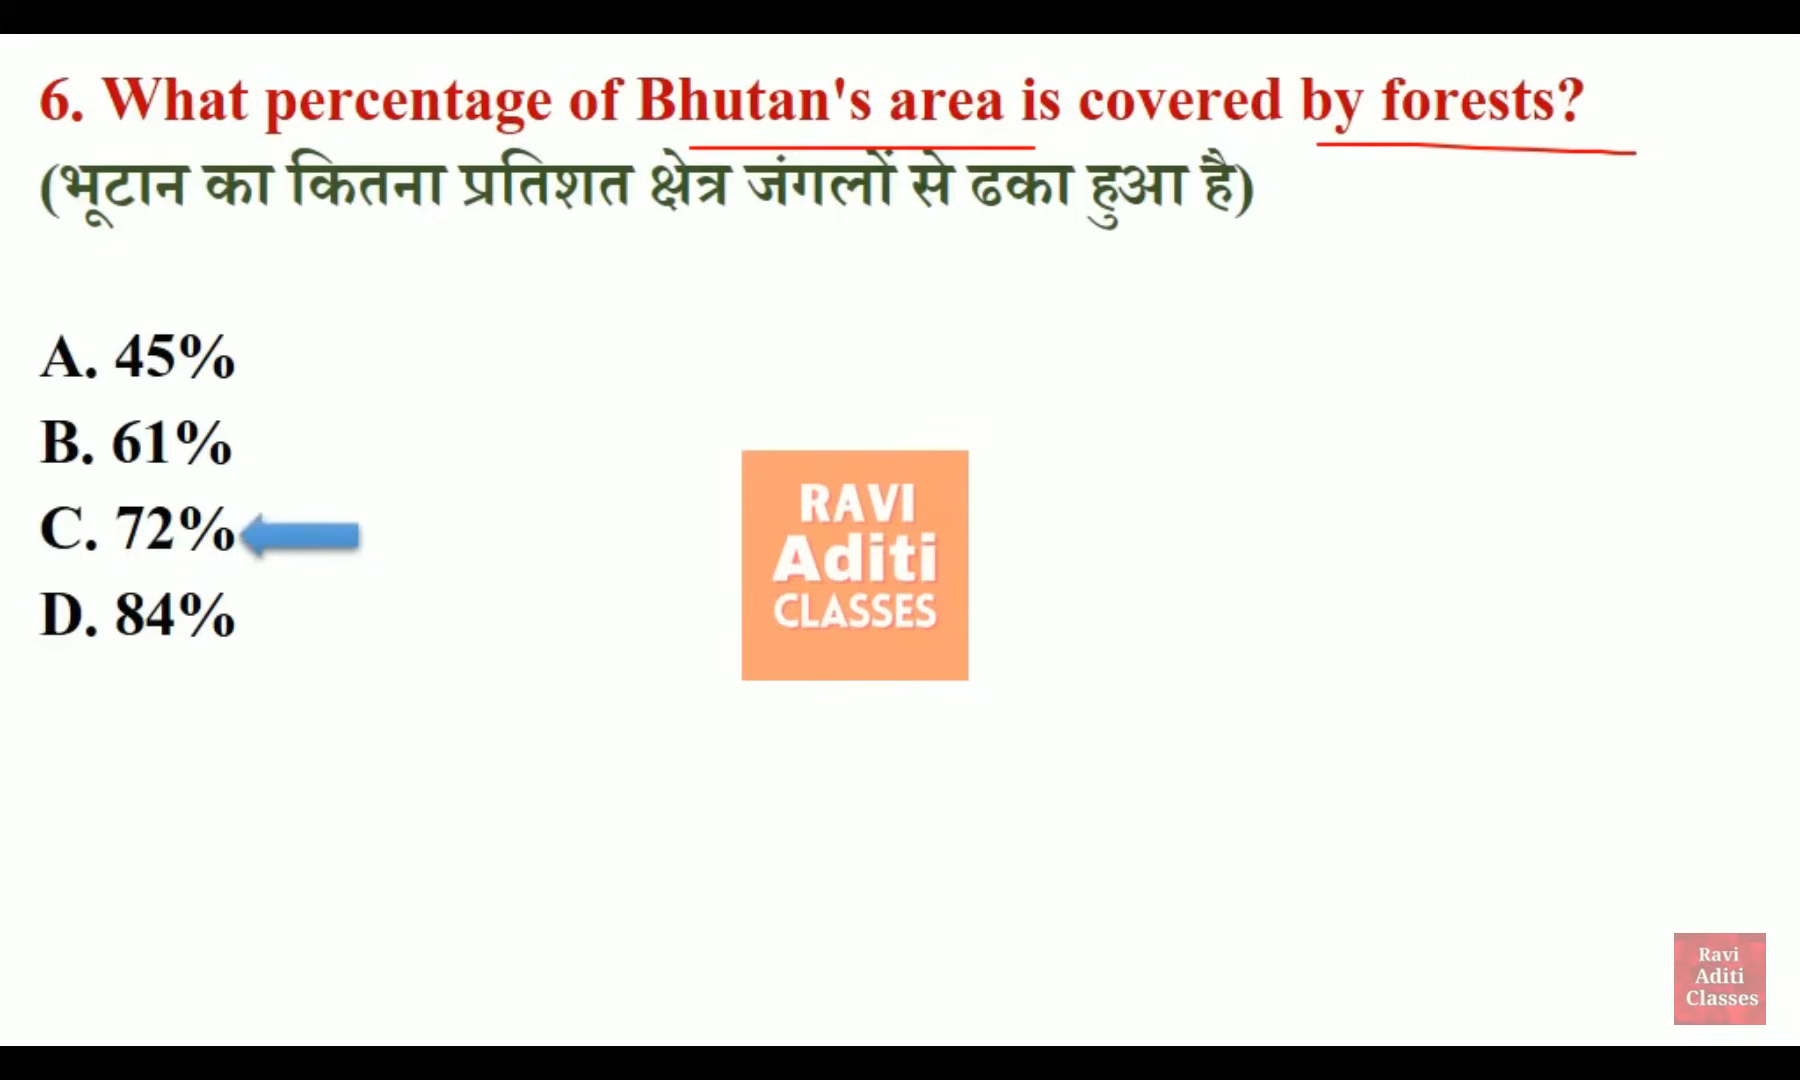 6. What percentage of Bhutan's area is covered by forests?
(भूटान का कितना प्रतिशत क्षेत्र जंगलों से ढका हुआ है)
A. 45%
B. 61%
C. 72%
D. 84%
RAVI
Aditi
CLASSES
Ravi
Aditi
Classes